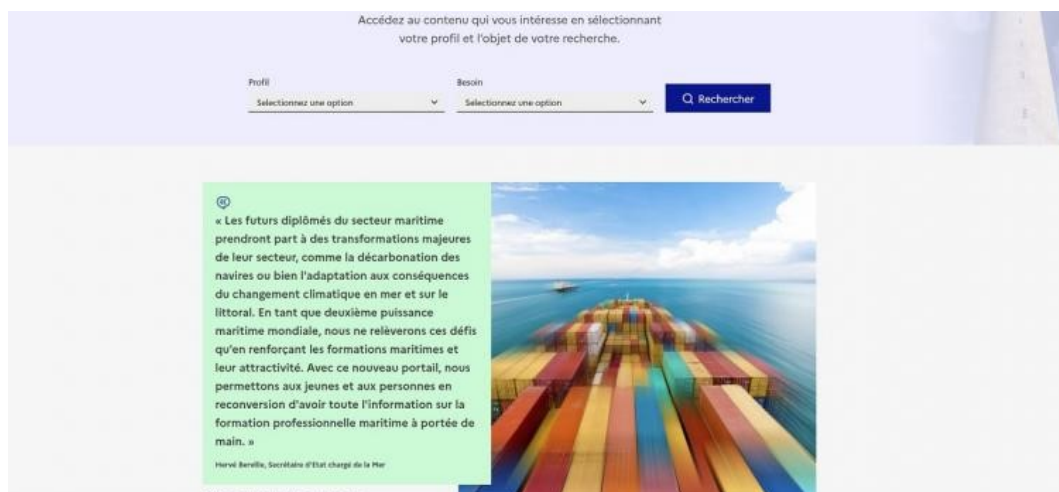 Accédez au contenu qui vous intéresse en sélectionnant
votre profil et l'objet de votre recherche.
Profil
Besoin
Selectionnez une option
Selectionnez une option
Rechercher
« Les futurs diplômés du secteur maritime
prendront part à des transformations majeures
de leur secteur, comme la décarbonation des
navires ou bien l'adaptation aux conséquences
du changement climatique en mer et sur le
littoral. En tant que deuxième puissance
maritime mondiale, nous ne relèverons ces défis
qu'en renforçant les formations maritimes et
leur attractivité. Avec ce nouveau portail, nous
permettons aux jeunes et aux personnes en
reconversion d'avoir toute l'information sur la
formation professionnelle maritime à portée de
main. »
Hervé Berville, Secrétaire d'Etat chargé de la Mer